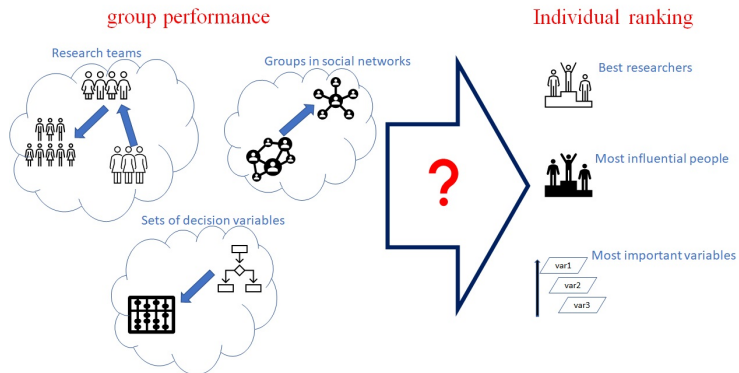 group performance
Individual ranking
Research teams
Groups in social networks
Sets of decision variables
?
Best researchers
Most influential people
Most important variables
var1
var2
var3